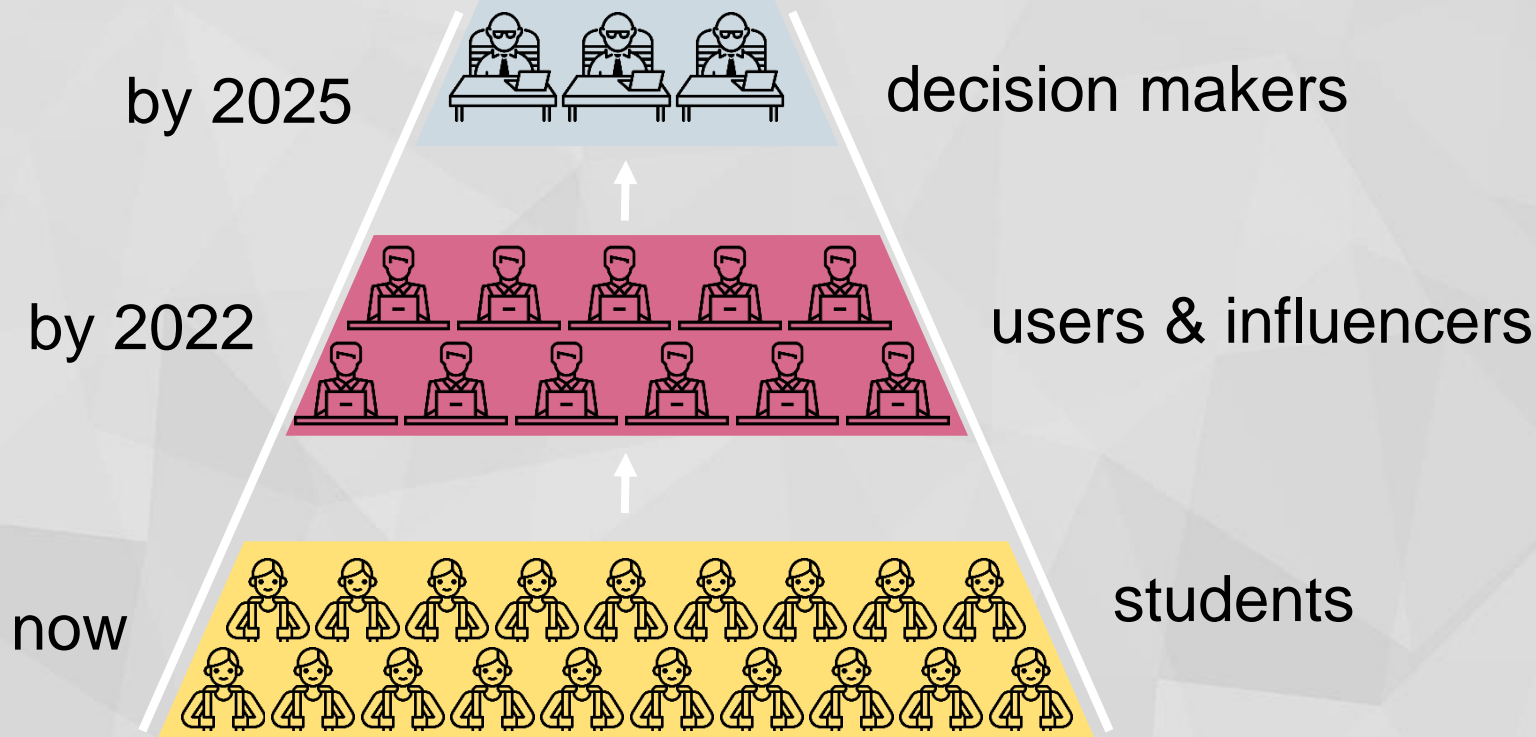 by 2025
decision makers
by 2022
users & influencers
now
students